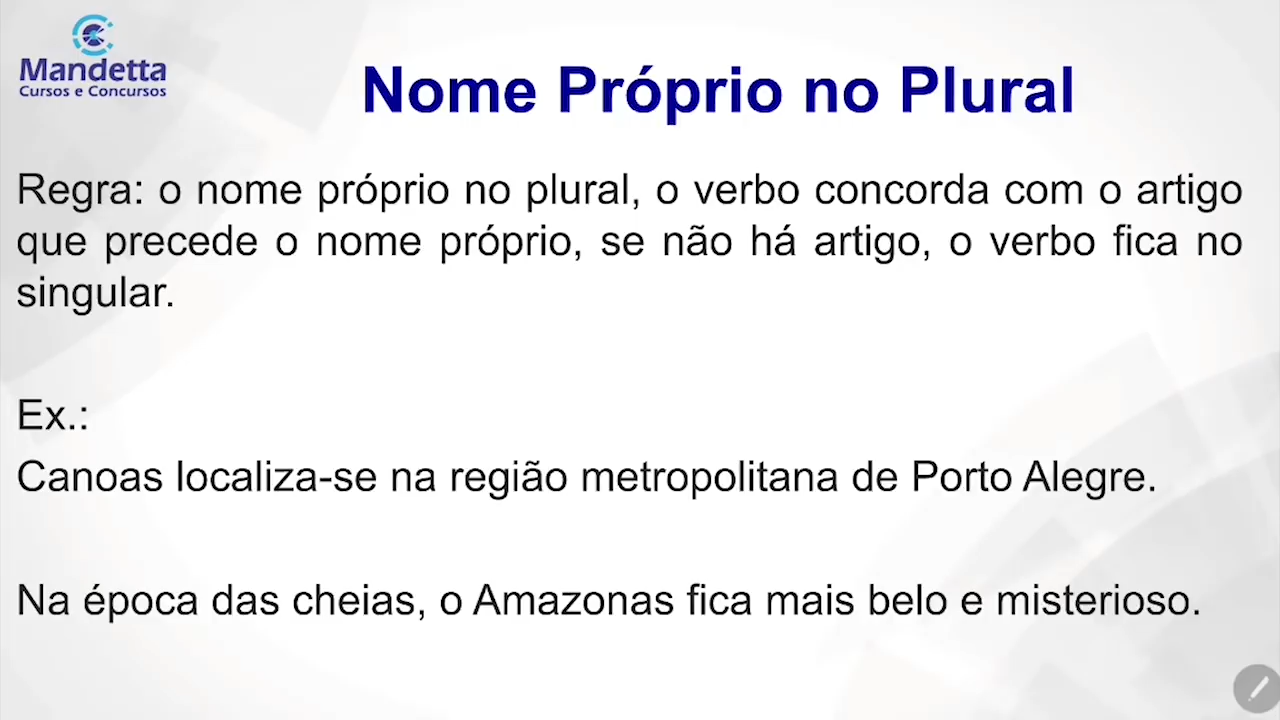 Mandetta
Cursos e Concursos
Nome Próprio no Plural
Regra: o nome próprio no plural, o verbo concorda com o artigo
que precede o nome próprio, se não há artigo, o verbo fica no
singular.
Ex.:
Canoas localiza-se na região metropolitana de Porto Alegre.
Na época das cheias, o Amazonas fica mais belo e misterioso.